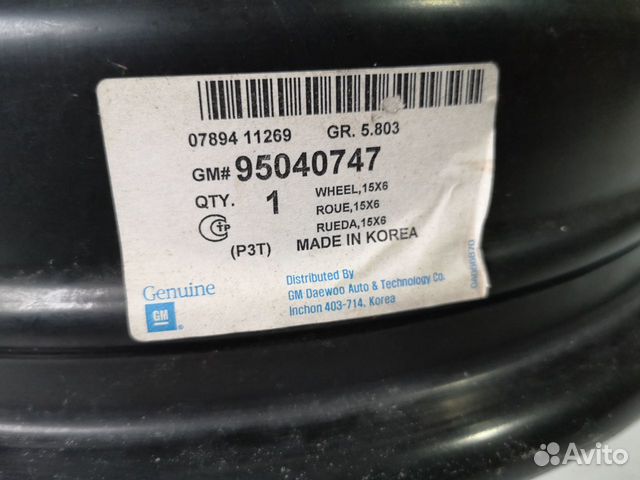 07894 11269 GR. 5.803
GM# 95040747
QTY. 1 WHEEL,15X6
ROUE,15X6
RUEDA,15X6
(P3T) MADE IN KOREA
Distributed By
GM Daewoo Auto & Technology Co.
Inchon 403-714, Korea
Genuine
GM
Avito